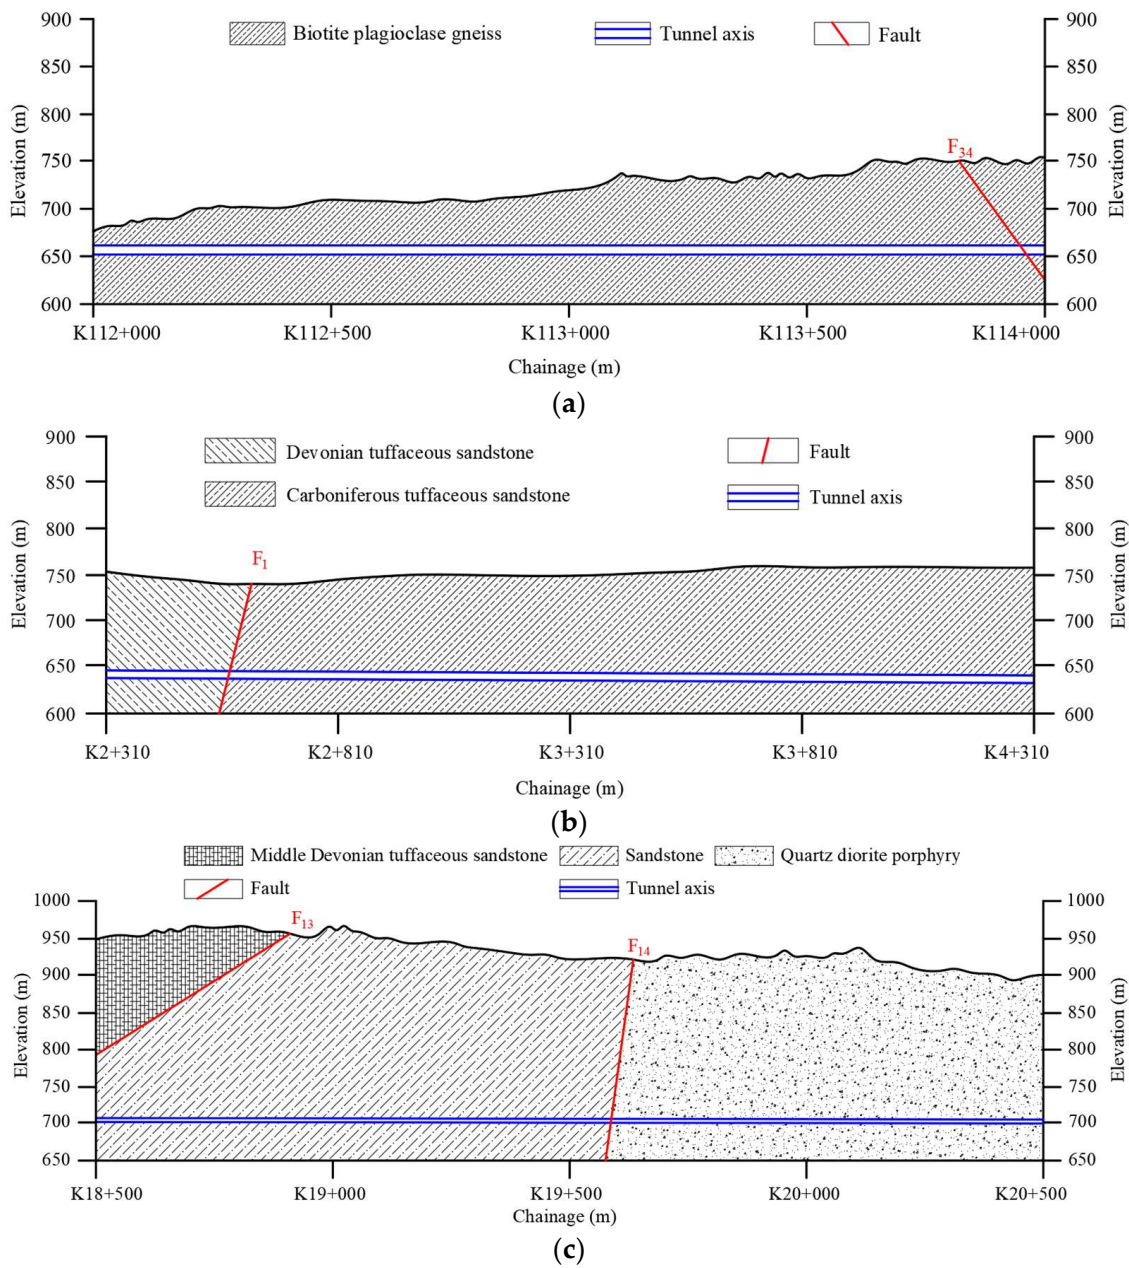 900 Biotite plagioclase gneiss Tunnel axis Fault 900
850 850
800 800
750 F34 750
700 700
650 650
600 600
Elevation (m) Elevation (m)
K112+000 K112+500 K113+000 K113+500 K114+000
Chainage (m)
(a)
900 Devonian tuffaceous sandstone Fault 900
850 Carboniferous tuffaceous sandstone Tunnel axis 850
800 800
750 F1 750
700 700
650 650
600 600
Elevation (m) Elevation (m)
K2+310 K2+810 K3+310 K3+810 K4+310
Chainage (m)
(b)
Middle Devonian tuffaceous sandstone Sandstone Quartz diorite porphyry
Fault Tunnel axis
1000 1000
950 F13 F14 950
900 900
850 850
800 800
750 750
700 700
650 650
Elevation (m) Elevation (m)
K18+500 K19+000 K19+500 K20+000 K20+500
Chainage (m)
(c)